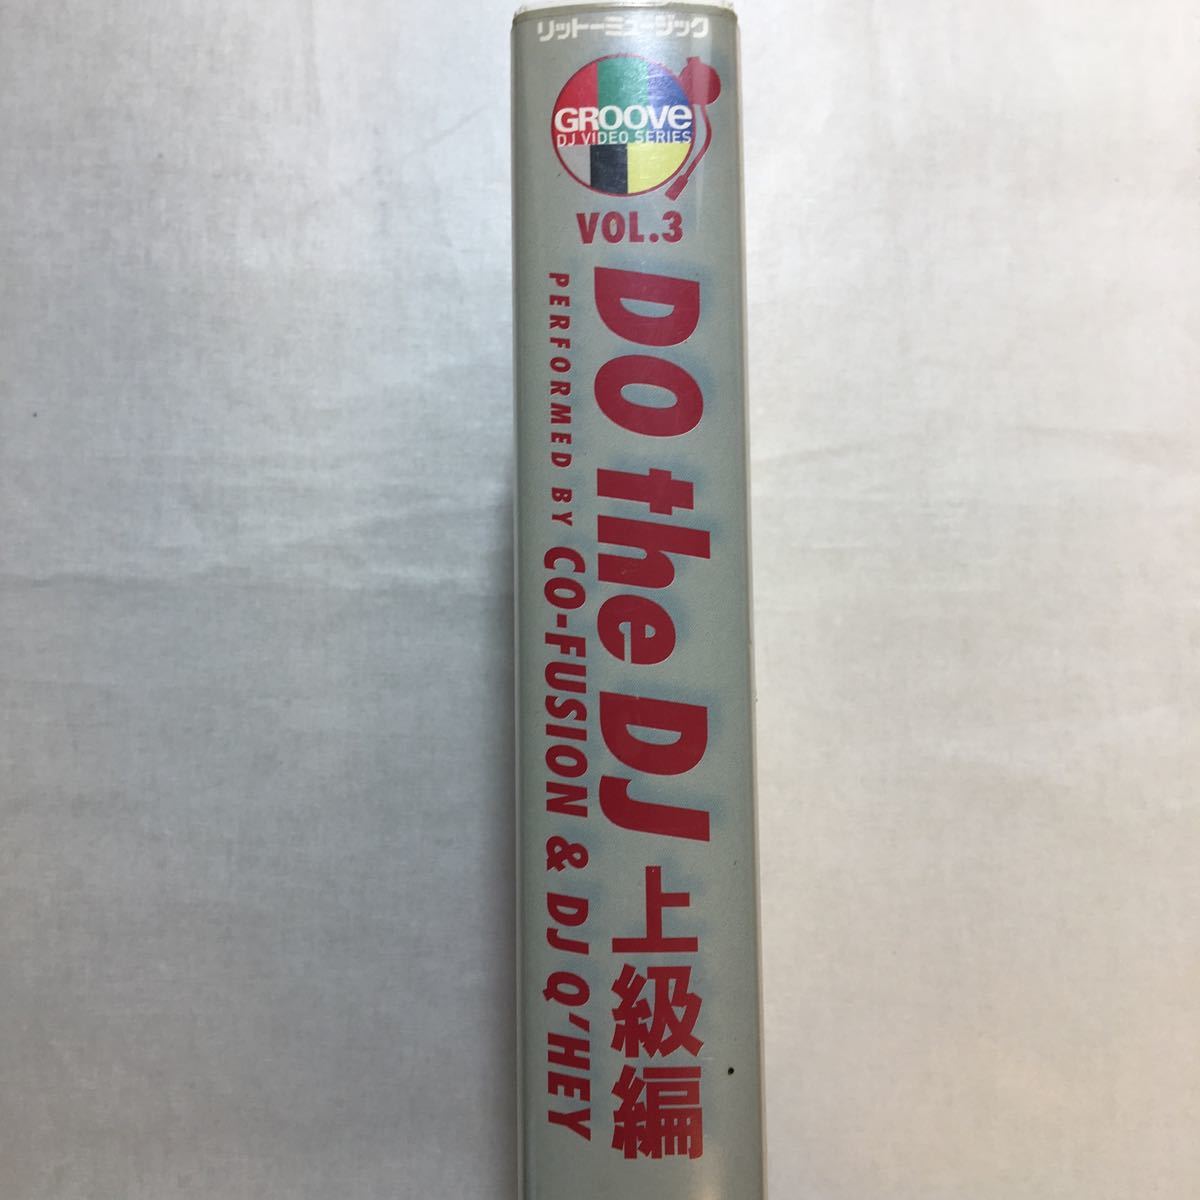 リットーミュージック
GROOVe
DJ VIDEO SERIES
VOL.3
DO the DJ 上級編
PERFORMED BY CO-FUSION & DJ Q'HEY